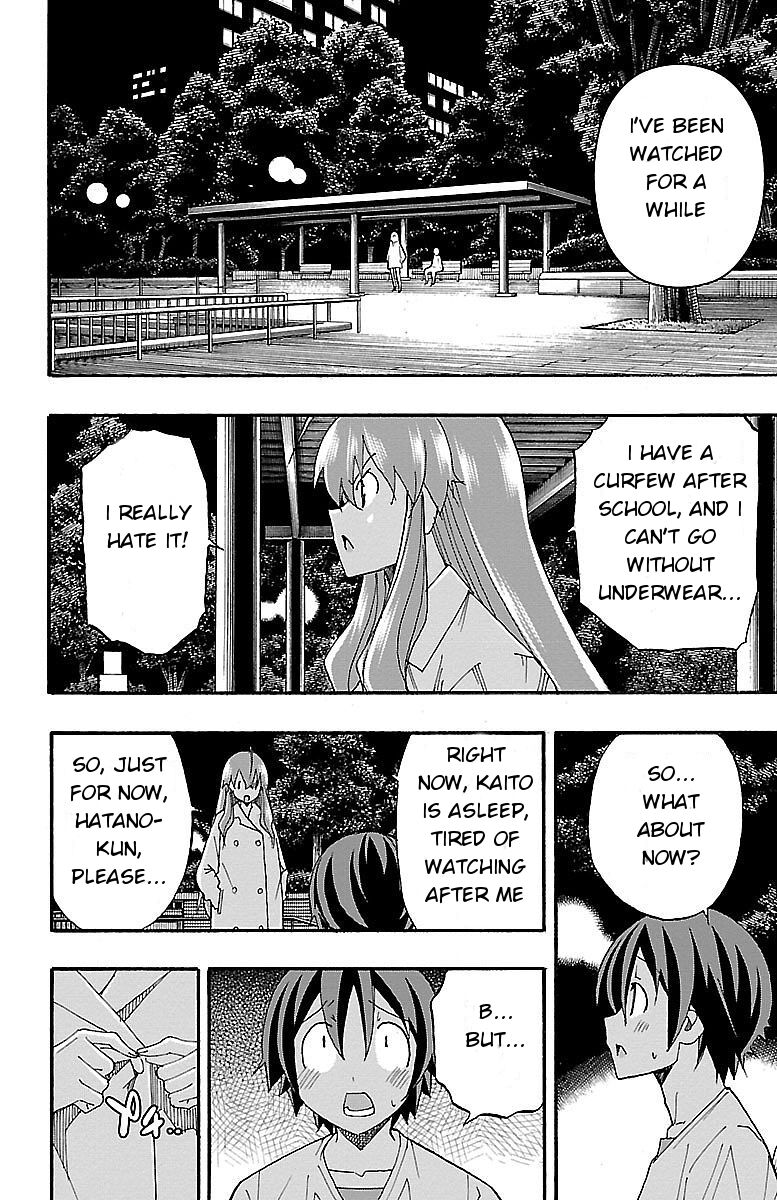 I'VE BEEN
WATCHED
FOR A
WHILE
I HAVE A
CURFEW AFTER
SCHOOL, AND I
CAN'T GO
WITHOUT
UNDERWEAR...
I REALLY
HATE IT!
SO...
WHAT
ABOUT
NOW?
RIGHT
NOW, KAITO
IS ASLEEP,
TIRED OF
WATCHING
AFTER ME
SO, JUST
FOR NOW,
HATANO-
KUN,
PLEASE...
B...
BUT...